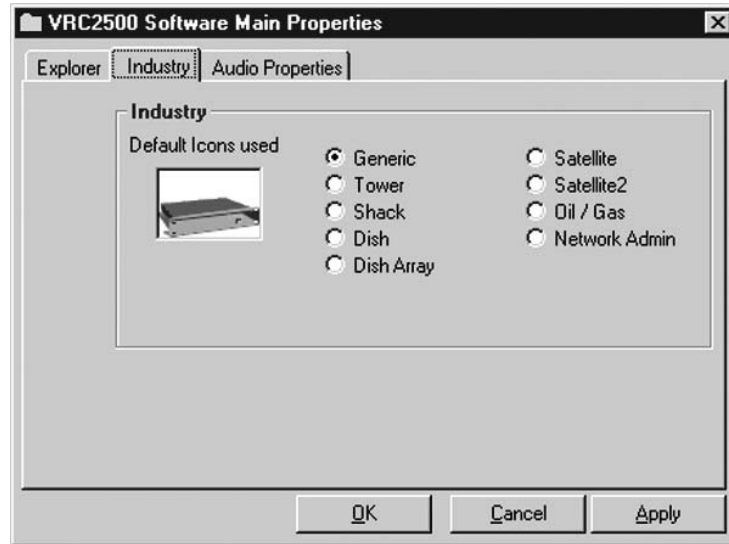 VRC2500 Software Main Properties
Explorer
Industry
Audio Properties
Industry
Default Icons used
Generic
Tower
Shack
Dish
Dish Array
Satellite
Satellite2
Oil / Gas
Network Admin
OK
Cancel
Apply